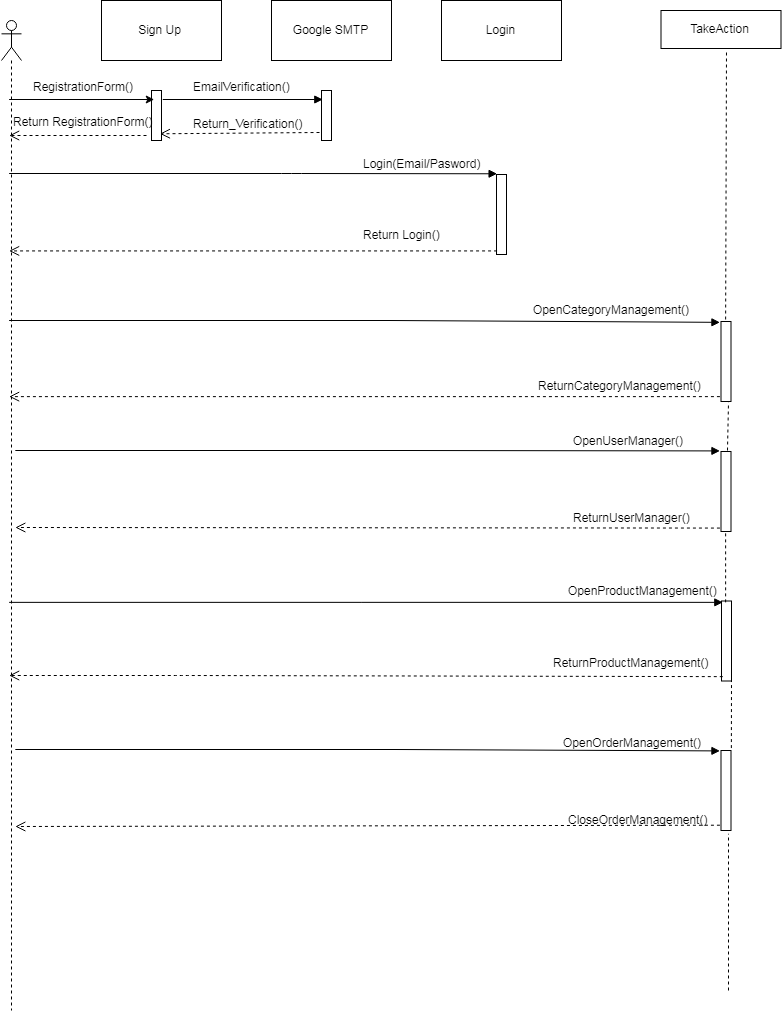 Sign Up
Google SMTP
Login
TakeAction
RegistrationForm()
EmailVerification()
Return RegistrationForm()
Return_Verification()
Login(Email/Pasword)
Return Login()
OpenCategoryManagement()
ReturnCategoryManagement()
OpenUserManager()
ReturnUserManager()
OpenProductManagement()
ReturnProductManagement()
OpenOrderManagement()
CloseOrderManagement()